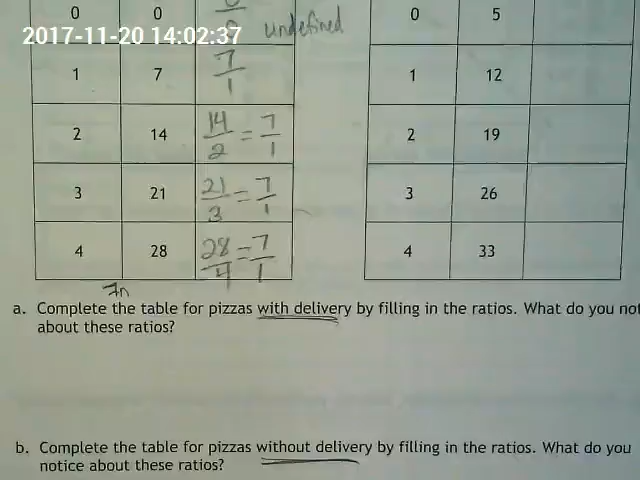 0 0 0/0 undefined 0 5
2017-11-20 14:02:37
1 7 7/1 1 12
2 14 14/2 = 7/1 2 19
3 21 21/3 = 7/1 3 26
4 28 28/4 = 7/1 4 33
7n
a. Complete the table for pizzas with delivery by filling in the ratios. What do you not
about these ratios?
b. Complete the table for pizzas without delivery by filling in the ratios. What do you
notice about these ratios?